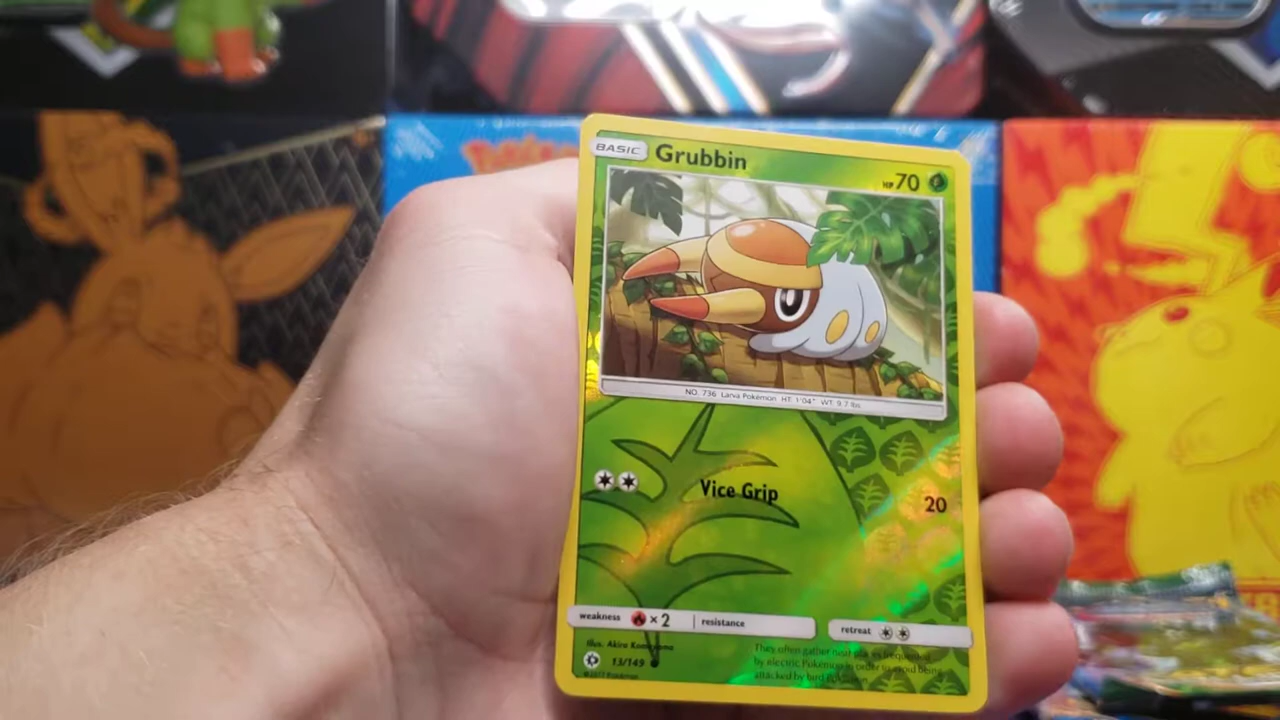 BASIC Grubbin HP 70
NO. 736 Larva Pokémon HT: 1'04" WT: 9.7 lbs
Vice Grip 20
weakness ×2 resistance retreat
Illus. Akira Komayama
13/149
©2017 Pokémon
They often gather near places frequented
by electric Pokémon in order to avoid being
attacked by bird Pokémon.